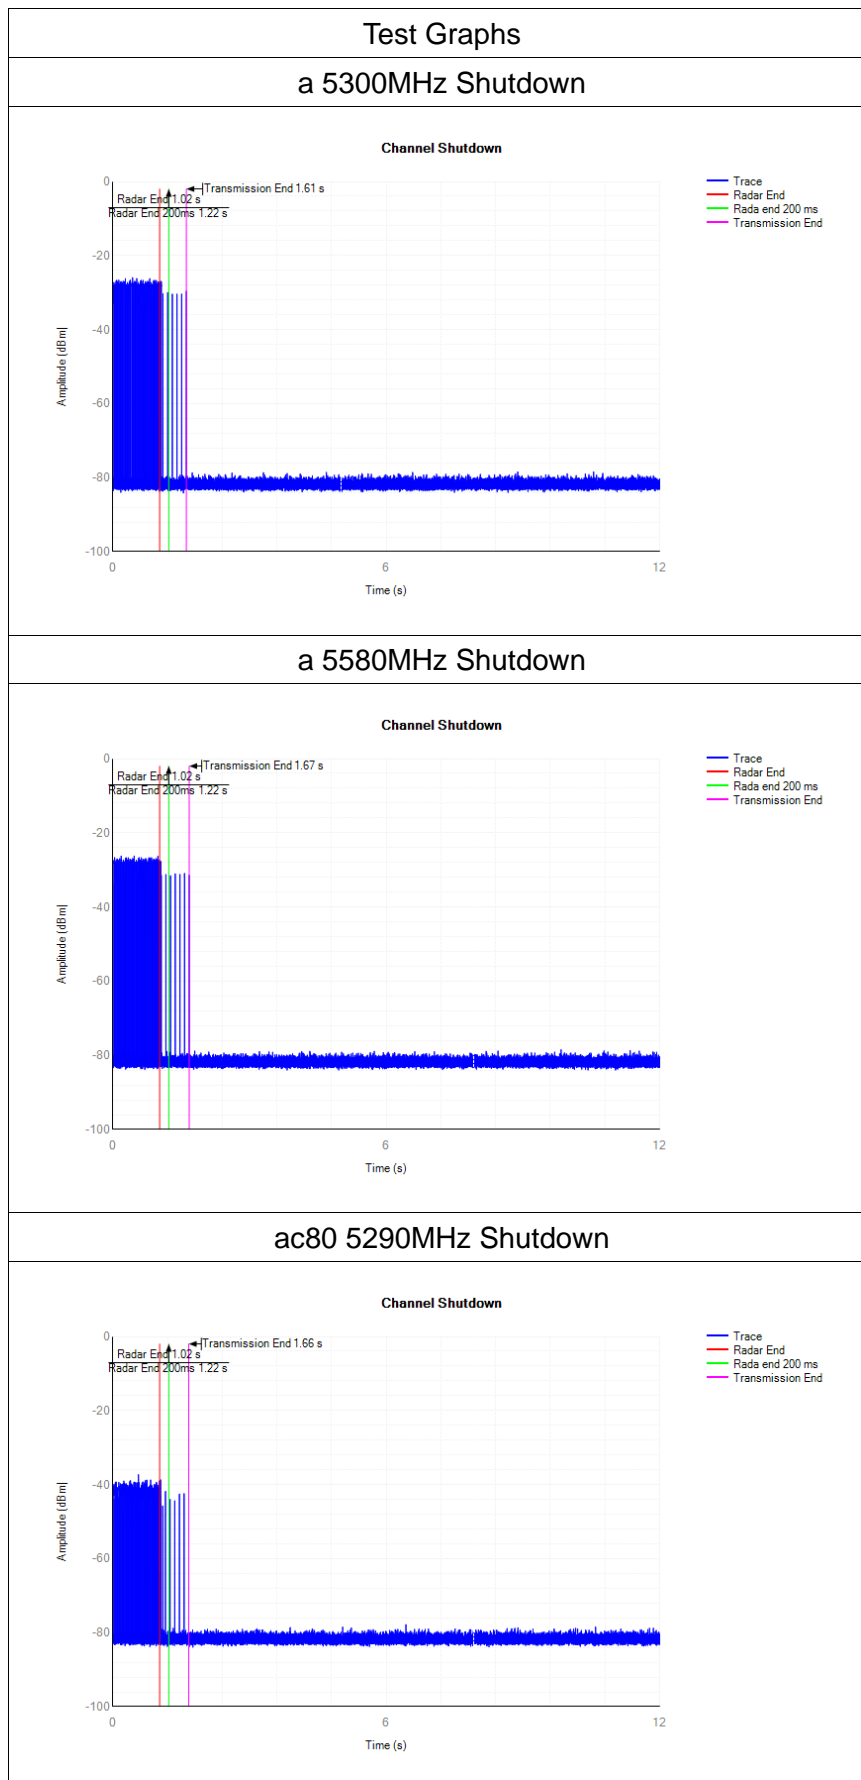 Test Graphs
a 5300MHz Shutdown
Channel Shutdown
0
Transmission End 1.61 s
Radar End 1.02 s
Radar End 200ms 1.22 s
Trace
Radar End
Rada end 200 ms
Transmission End
-20
-40
Amplitude (dBm)
-60
-80
-100
0
6
12
Time (s)
a 5580MHz Shutdown
Channel Shutdown
0
Transmission End 1.67 s
Radar End 1.02 s
Radar End 200ms 1.22 s
Trace
Radar End
Rada end 200 ms
Transmission End
-20
-40
Amplitude (dBm)
-60
-80
-100
0
6
12
Time (s)
ac80 5290MHz Shutdown
Channel Shutdown
0
Transmission End 1.66 s
Radar End 1.02 s
Radar End 200ms 1.22 s
Trace
Radar End
Rada end 200 ms
Transmission End
-20
-40
Amplitude (dBm)
-60
-80
-100
0
6
12
Time (s)